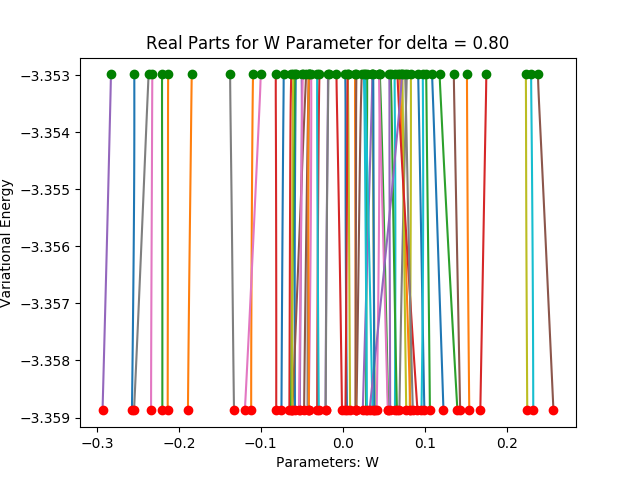 Real Parts for W Parameter for delta = 0.80
−3.353
−3.354
−3.355
−3.356
−3.357
−3.358
−3.359
Variational Energy
−0.3 −0.2 −0.1 0.0 0.1 0.2
Parameters: W